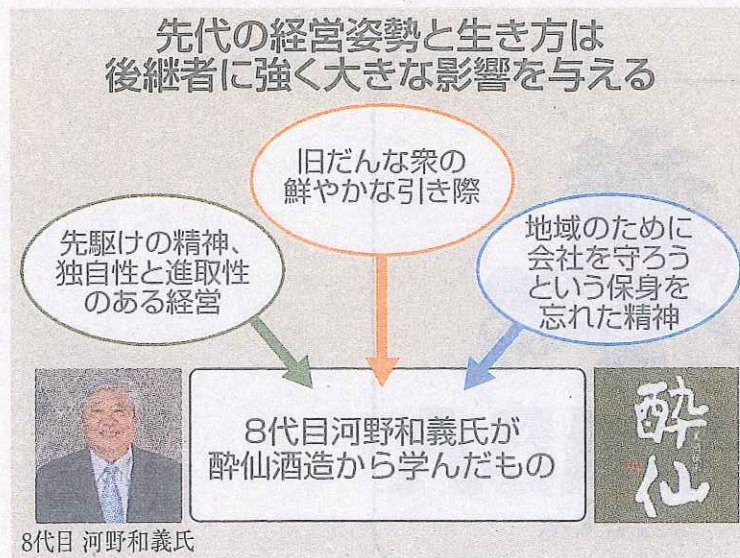 先代の経営姿勢と生き方は
後継者に強く大きな影響を与える
旧だんな衆の
鮮やかな引き際
先駆けの精神、
独自性と進取性
のある経営
地域のために
会社を守ろう
という保身を
忘れた精神
8代目河野和義氏が
酔仙酒造から学んだもの
酔仙
8代目 河野和義氏